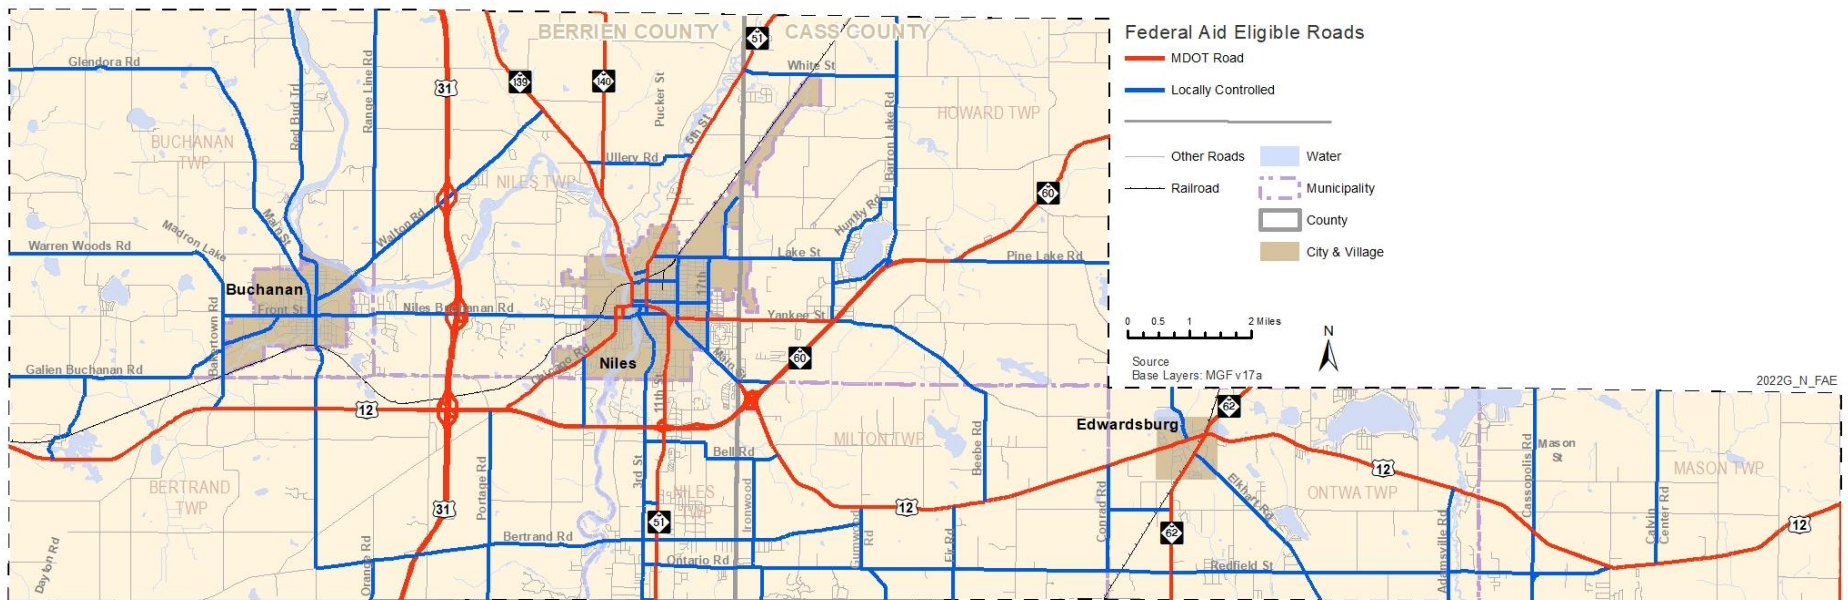 BERRIEN COUNTY
CASS COUNTY
Federal Aid Eligible Roads
MDOT Road
Locally Controlled
Other Roads
Water
Railroad
Municipality
County
City & Village
0 0.5 1 2 Miles
N
Source
Base Layers: MGF v17a
2022G_N_FAE
Glendora Rd
Red Bud Trl
Range Line Rd
31
139
140
51
Pucker St
5th St
White St
Barron Lake Rd
HOWARD TWP
BUCHANAN
TWP
NILES TWP
Ullery Rd
60
Main St
Madron Lake
Walton Rd
Huntly Rd
Warren Woods Rd
Lake St
Pine Lake Rd
Buchanan
Bakertown Rd
Front St
Niles Buchanan Rd
17th
Yankee St
Niles
Chicago Rd
Main St
60
Galien Buchanan Rd
11th St
12
62
Edwardsburg
MILTON TWP
Beebe Rd
Bell Rd
3rd St
Portage Rd
BERTRAND
TWP
NILES
TWP
Ironwood
12
31
51
Bertrand Rd
Ontario Rd
Orange Rd
Dayton Rd
Rd
Conrad Rd
62
Elkhart Rd
ONTWA TWP
12
Cassopolis Rd
Mason
St
MASON TWP
Adamsville Rd
Calvin
Center Rd
12
Redfield St